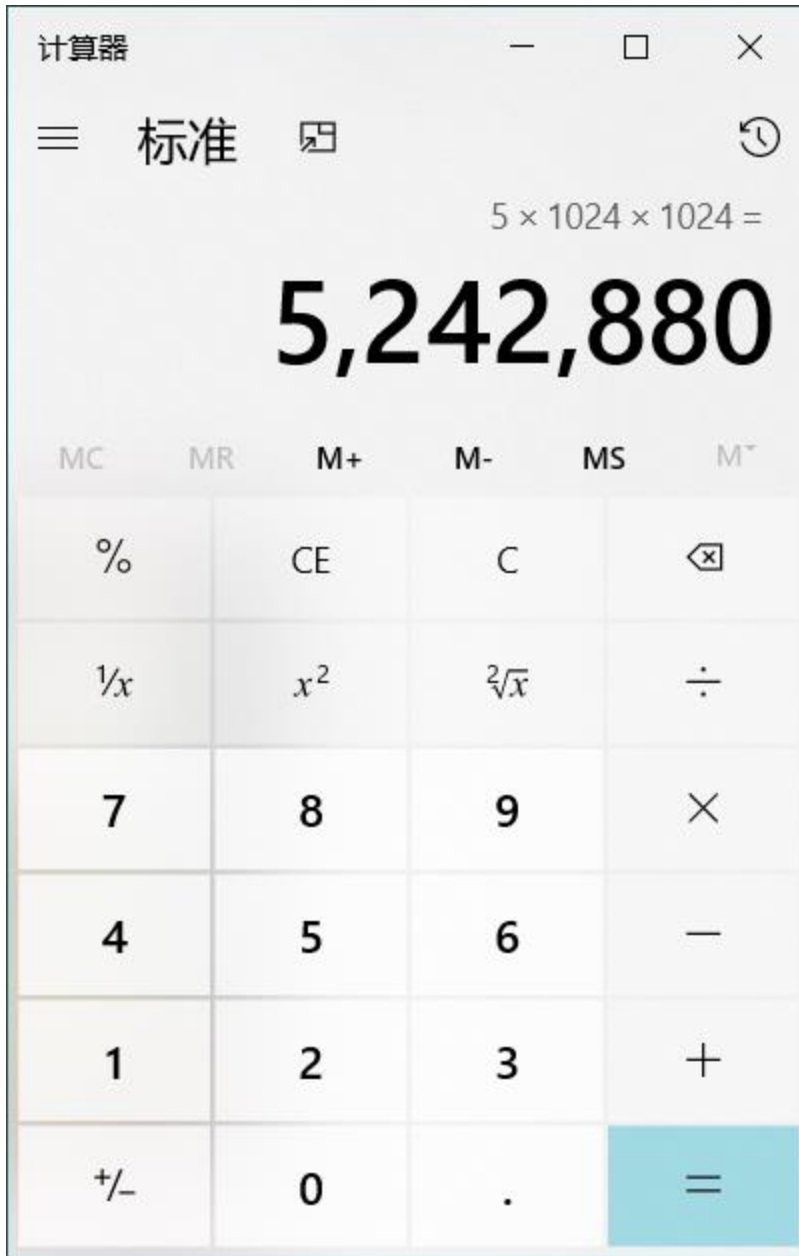 计算器
标准
5 × 1024 × 1024 =
5,242,880
MC MR M+ M- MS M˅
% CE C
¹/x x² ²√x ÷
7 8 9 ×
4 5 6 −
1 2 3 +
+/− 0 . =